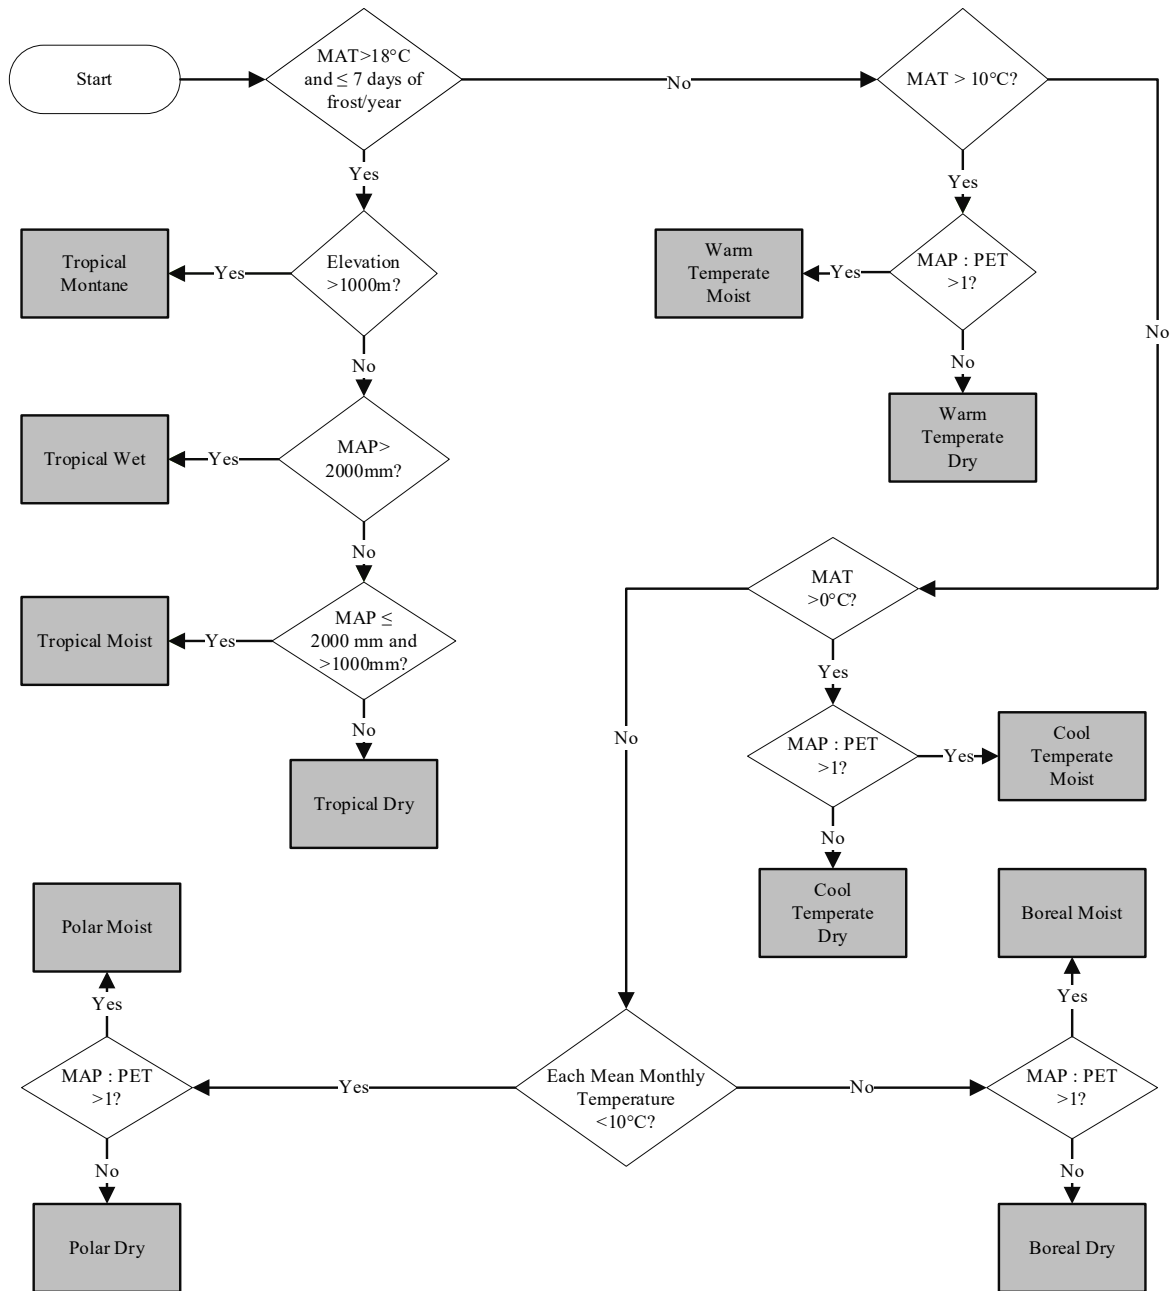 Start
MAT>18°C
and ≤ 7 days of
frost/year
No
MAT > 10°C?
Yes
Yes
Tropical
Montane
Yes
Elevation
>1000m?
Warm
Temperate
Moist
Yes
MAP : PET
>1?
No
No
No
Warm
Temperate
Dry
Tropical Wet
Yes
MAP>
2000mm?
No
MAT
>0°C?
Tropical Moist
Yes
MAP ≤
2000 mm and
>1000mm?
Yes
No
No
MAP : PET
>1?
Yes
Cool
Temperate
Moist
Tropical Dry
No
Cool
Temperate
Dry
Polar Moist
Boreal Moist
Yes
Yes
MAP : PET
>1?
Yes
Each Mean Monthly
Temperature
<10°C?
No
MAP : PET
>1?
No
No
Polar Dry
Boreal Dry